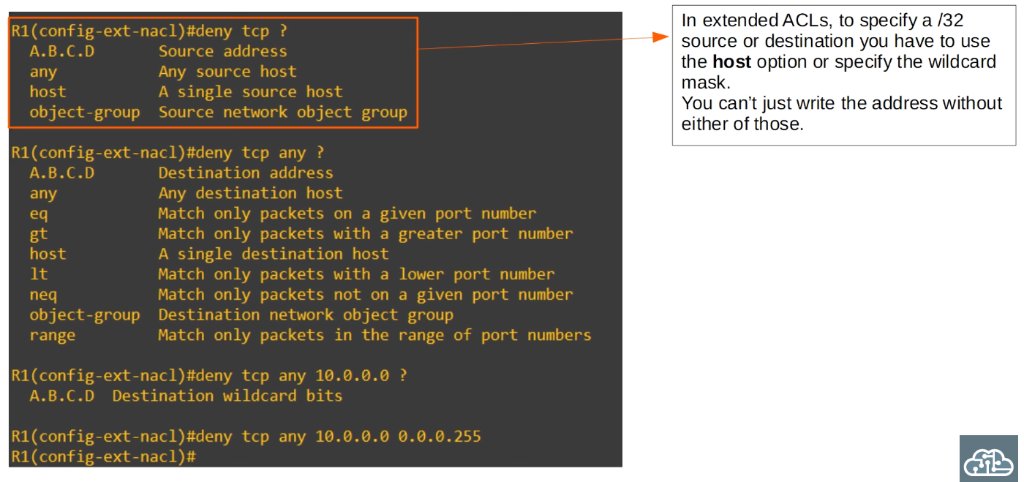 R1(config-ext-nacl)#deny tcp ?
A.B.C.D Source address
any Any source host
host A single source host
object-group Source network object group
R1(config-ext-nacl)#deny tcp any ?
A.B.C.D Destination address
any Any destination host
eq Match only packets on a given port number
gt Match only packets with a greater port number
host A single destination host
lt Match only packets with a lower port number
neq Match only packets not on a given port number
object-group Destination network object group
range Match only packets in the range of port numbers
R1(config-ext-nacl)#deny tcp any 10.0.0.0 ?
A.B.C.D Destination wildcard bits
R1(config-ext-nacl)#deny tcp any 10.0.0.0 0.0.0.255
R1(config-ext-nacl)#
In extended ACLs, to specify a /32
source or destination you have to use
the host option or specify the wildcard
mask.
You can't just write the address without
either of those.